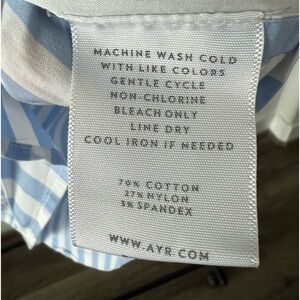 MACHINE WASH COLD
WITH LIKE COLORS
GENTLE CYCLE
NON-CHLORINE
BLEACH ONLY
LINE DRY
COOL IRON IF NEEDED
70% COTTON
27% NYLON
3% SPANDEX
WWW.AYR.COM